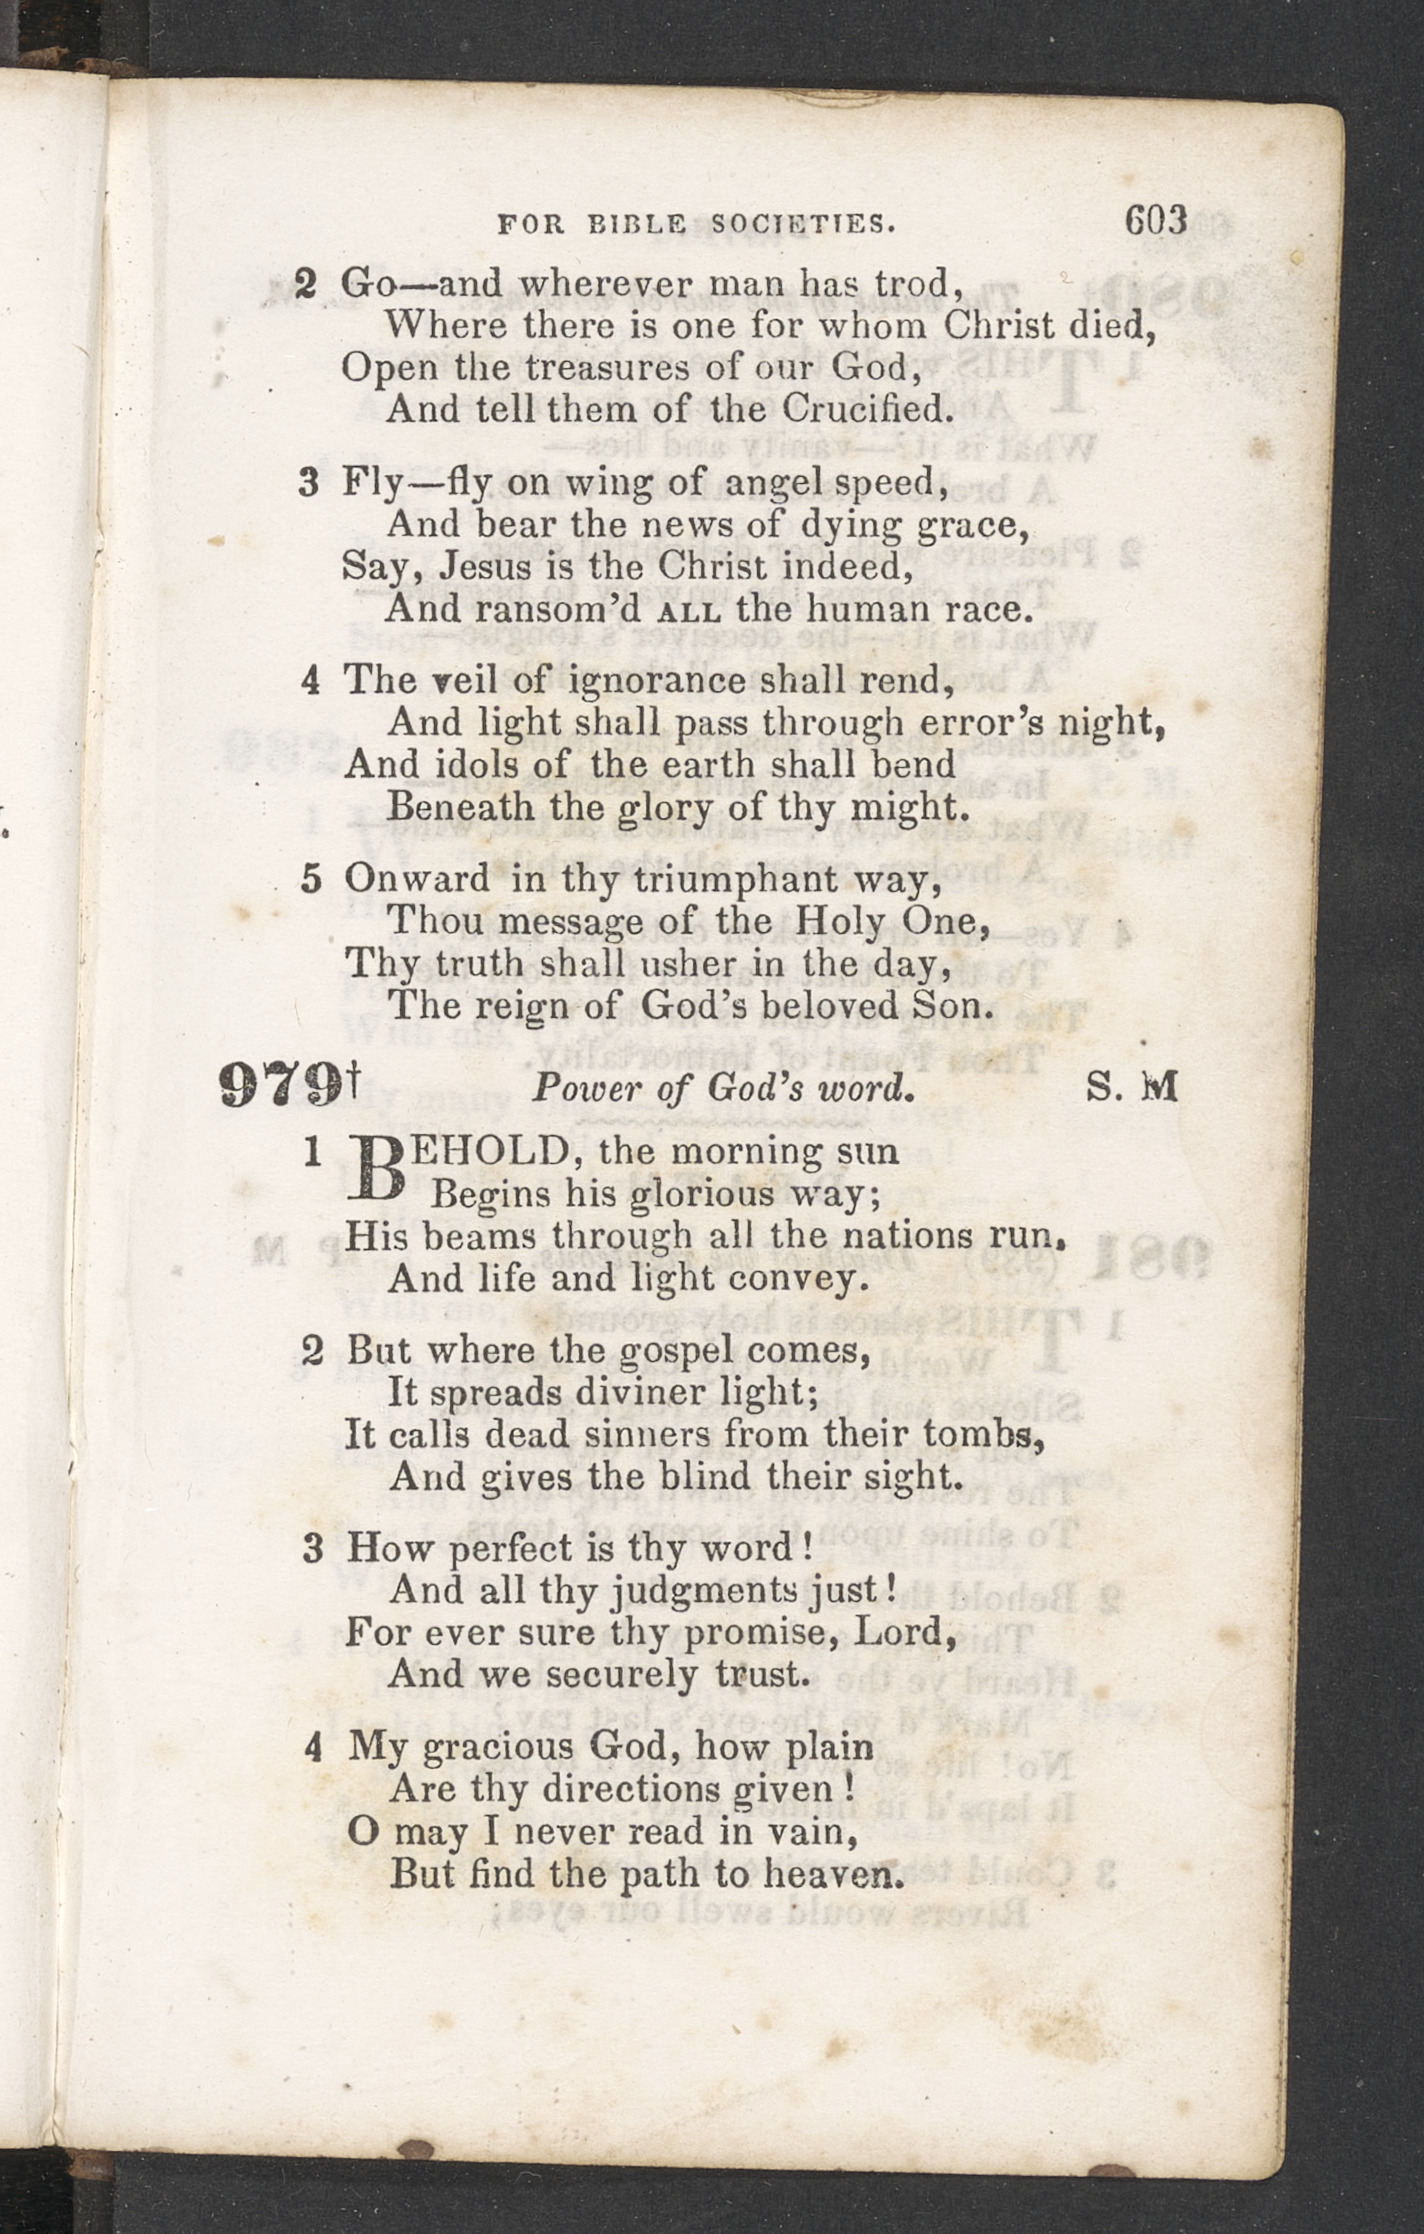 FOR BIBLE SOCIETIES. 603
2 Go—and wherever man has trod,
Where there is one for whom Christ died,
Open the treasures of our God,
And tell them of the Crucified.
3 Fly—fly on wing of angel speed,
And bear the news of dying grace,
Say, Jesus is the Christ indeed,
And ransom'd ALL the human race.
4 The veil of ignorance shall rend,
And light shall pass through error's night,
And idols of the earth shall bend
Beneath the glory of thy might.
5 Onward in thy triumphant way,
Thou message of the Holy One,
Thy truth shall usher in the day,
The reign of God's beloved Son.
979† Power of God's word. S. M
1 BEHOLD, the morning sun
Begins his glorious way;
His beams through all the nations run.
And life and light convey.
2 But where the gospel comes,
It spreads diviner light;
It calls dead sinners from their tombs,
And gives the blind their sight.
3 How perfect is thy word!
And all thy judgments just!
For ever sure thy promise, Lord,
And we securely trust.
4 My gracious God, how plain
Are thy directions given!
O may I never read in vain,
But find the path to heaven.